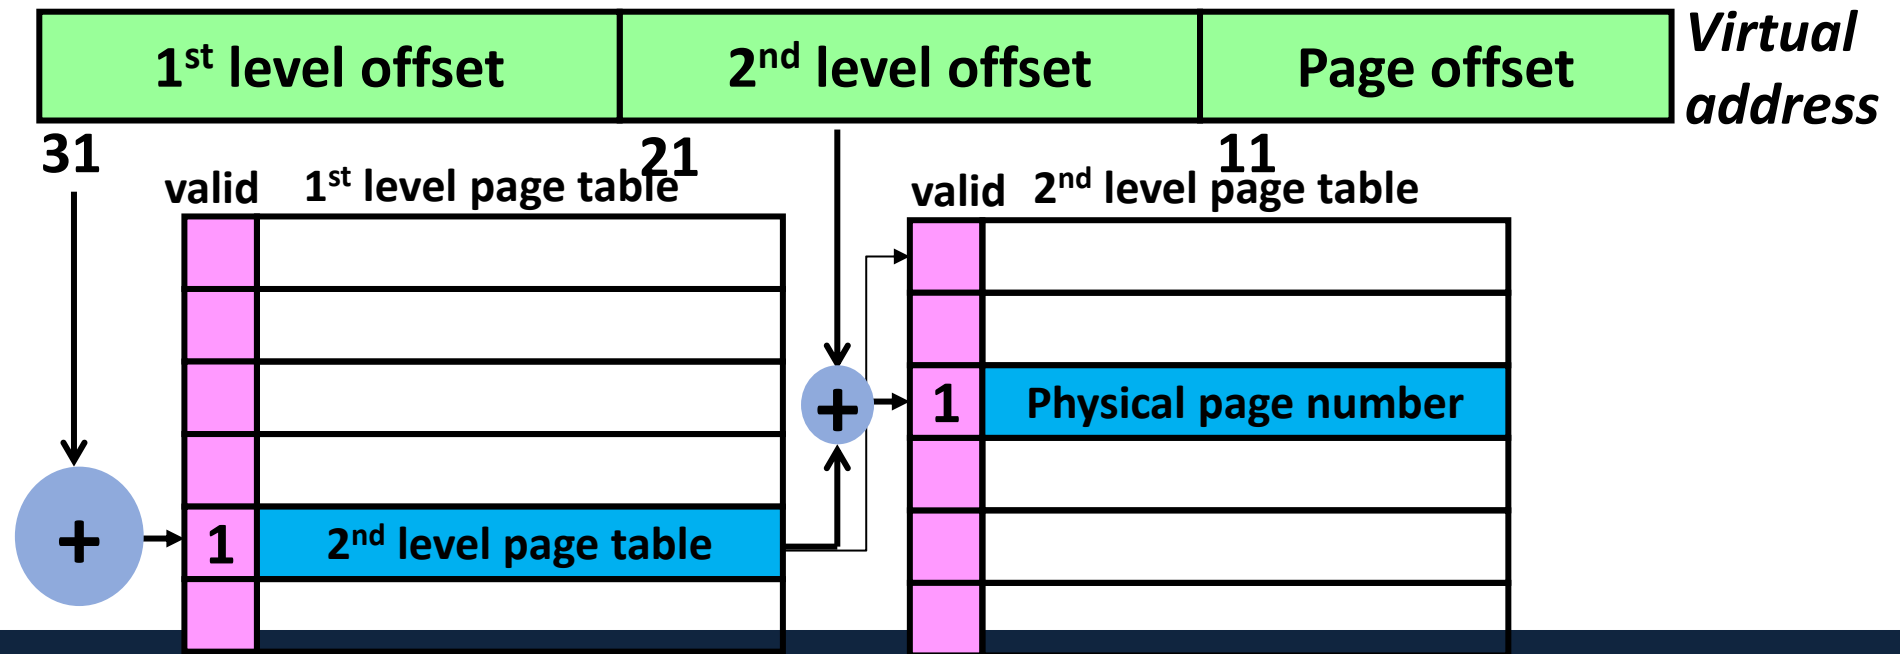 1st level offset 2nd level offset Page offset Virtual address
31 21 11
valid 1st level page table valid 2nd level page table
+ 1 Physical page number
+ 1 2nd level page table